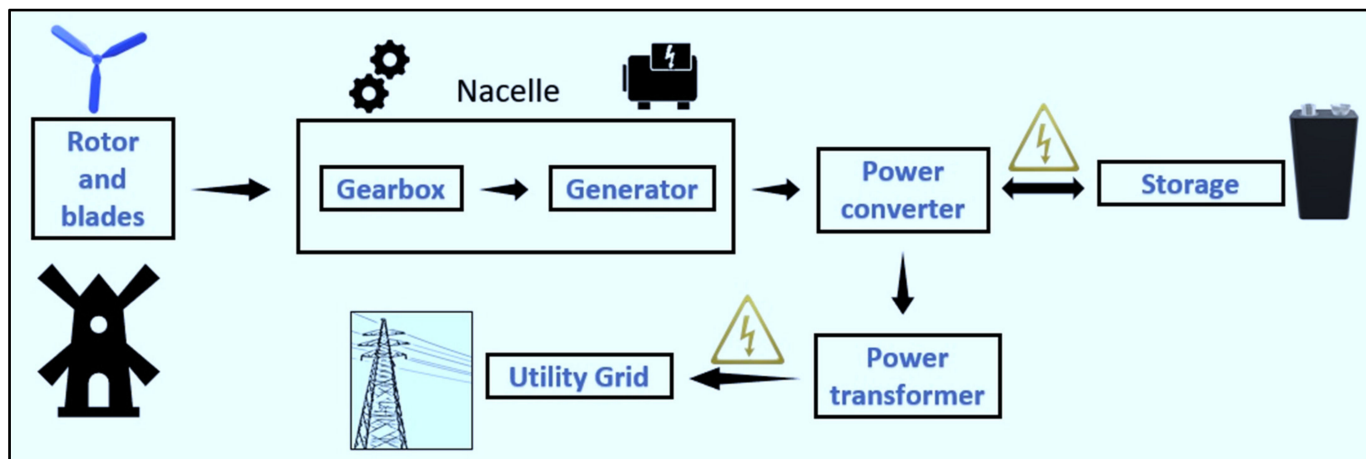 Nacelle
Rotor
and
blades
Gearbox
Generator
Power
converter
Storage
Utility Grid
Power
transformer